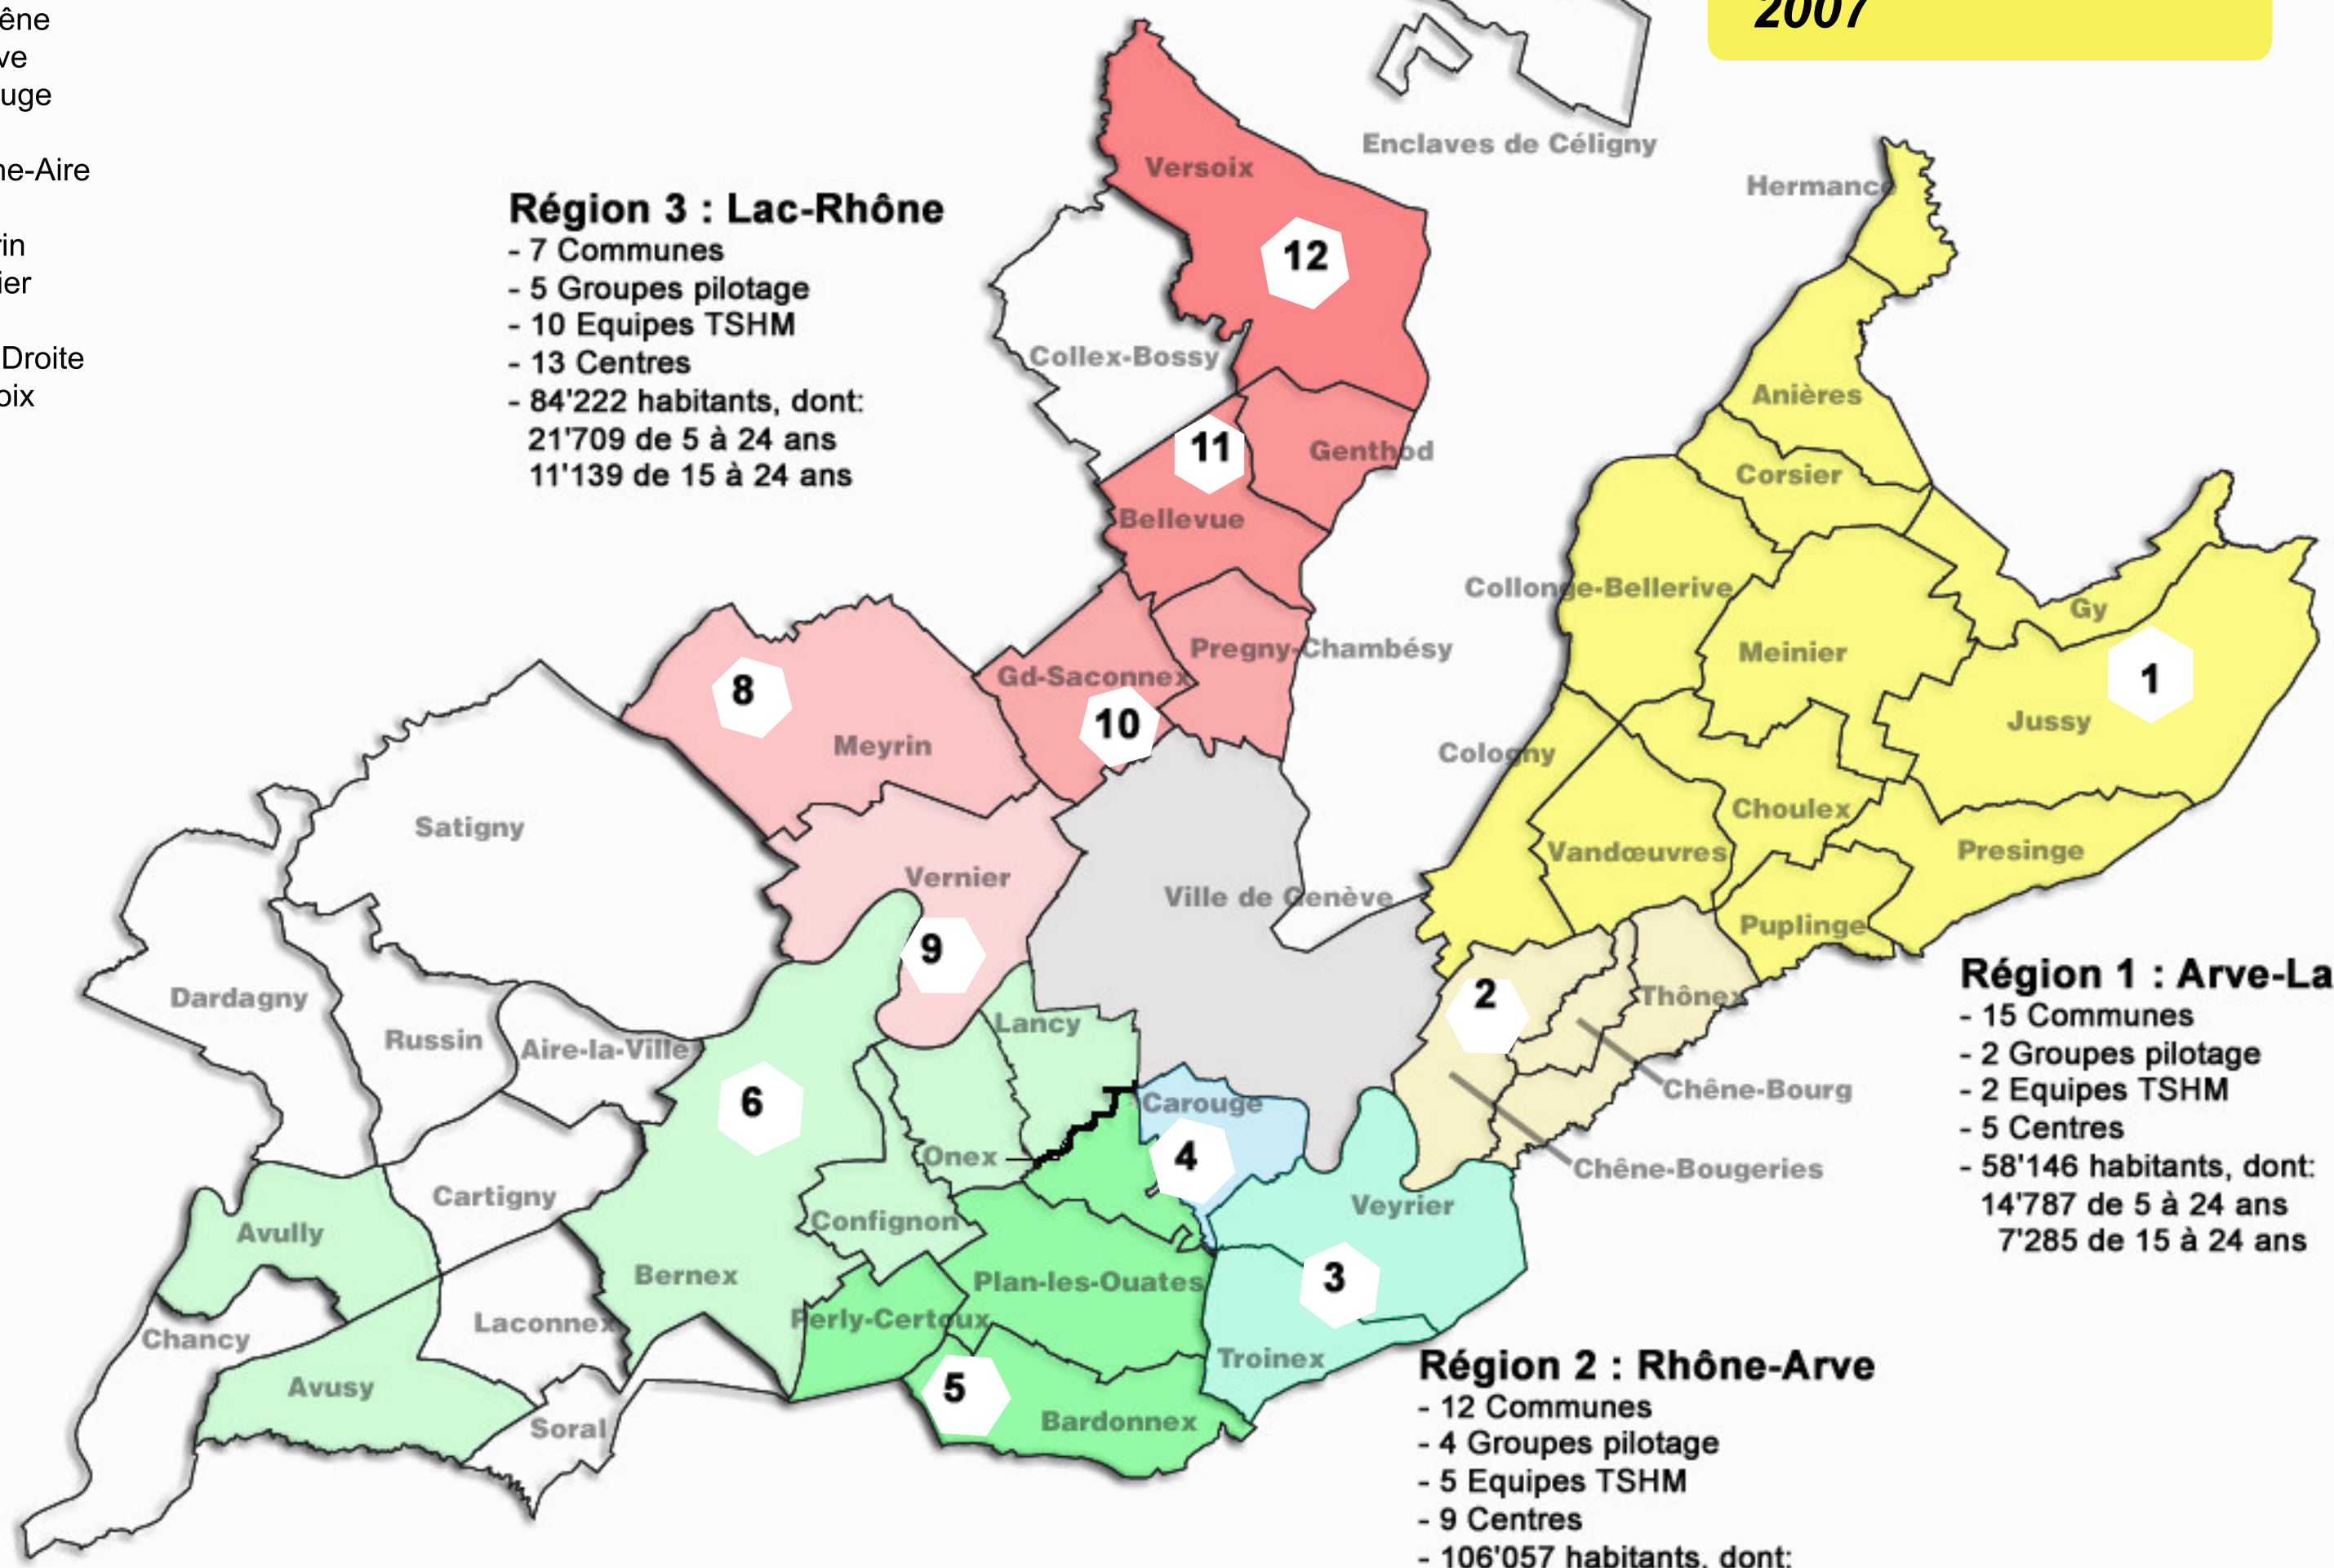 êne
ve
uge
ne-Aire
rin
ier
Droite
oix
2007
Enclaves de Céligny
Région 3 : Lac-Rhône
- 7 Communes
- 5 Groupes pilotage
- 10 Equipes TSHM
- 13 Centres
- 84'222 habitants, dont:
21'709 de 5 à 24 ans
11'139 de 15 à 24 ans
Versoix
12
Hermance
Collex-Bossy
Anières
11
Genthod
Corsier
Bellevue
Collonge-Bellerive
Gy
Pregny-Chambésy
Meinier
Gd-Saconnex
1
8
10
Jussy
Meyrin
Cologny
Choulex
Satigny
Vandœuvres
Presinge
Vernier
Ville de Genève
Puplinge
9
Région 1 : Arve-La
- 15 Communes
- 2 Groupes pilotage
- 2 Equipes TSHM
- 5 Centres
- 58'146 habitants, dont:
14'787 de 5 à 24 ans
7'285 de 15 à 24 ans
2
Thônex
Dardagny
Lancy
Russin
Aire-la-Ville
Chêne-Bourg
6
Carouge
4
Onex
Chêne-Bougeries
Cartigny
Veyrier
Avully
Confignon
Bernex
Plan-les-Ouates
3
Perly-Certoux
Laconnex
Chancy
Troinex
Avusy
5
Soral
Bardonnex
Région 2 : Rhône-Arve
- 12 Communes
- 4 Groupes pilotage
- 5 Equipes TSHM
- 9 Centres
- 106'057 habitants, dont: